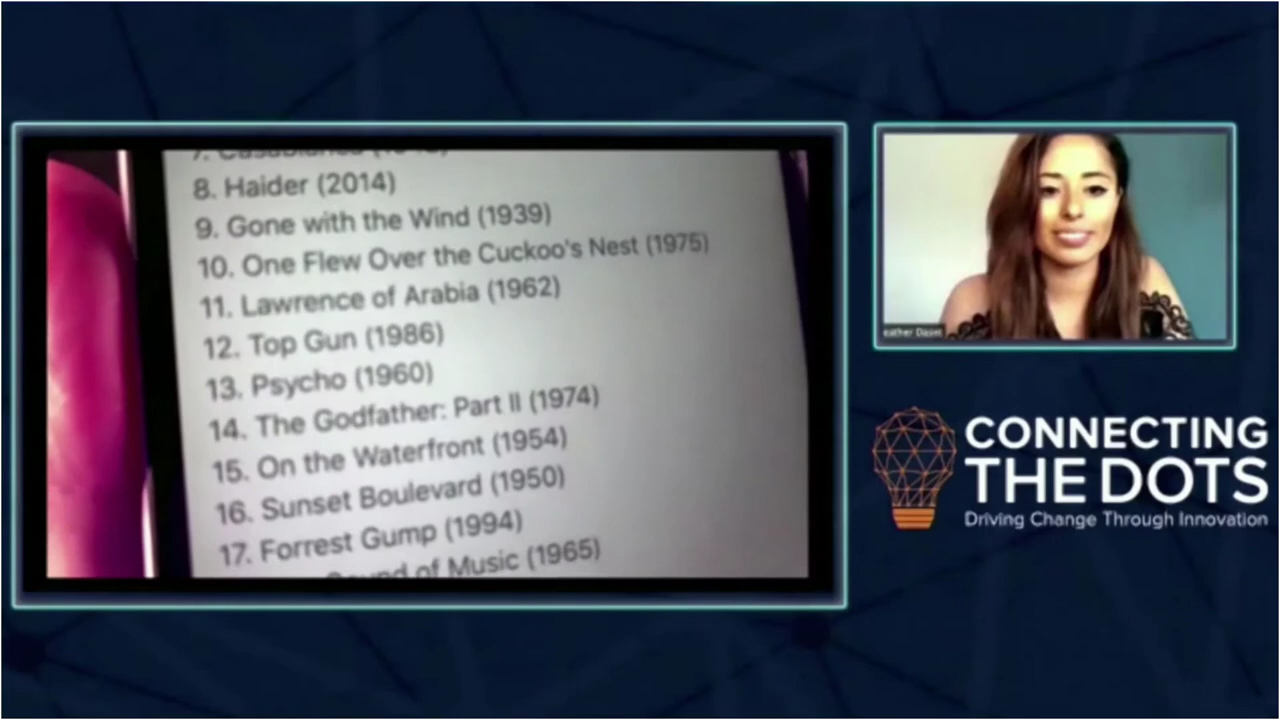 7. Casablanca
8. Haider (2014)
9. Gone with the Wind (1939)
10. One Flew Over the Cuckoo's Nest (1975)
11. Lawrence of Arabia (1962)
12. Top Gun (1986)
13. Psycho (1960)
14. The Godfather: Part II (1974)
15. On the Waterfront (1954)
16. Sunset Boulevard (1950)
17. Forrest Gump (1994)
Sound of Music (1965)
CONNECTING
THE DOTS
Driving Change Through Innovation